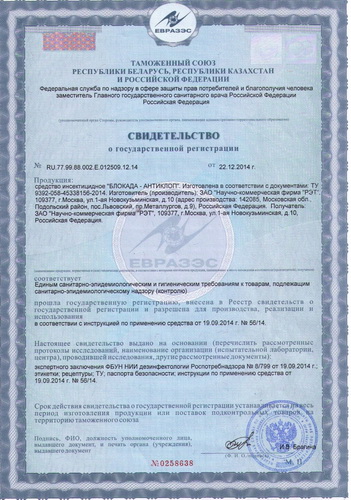 ЕВРАЗЭС
ТАМОЖЕННЫЙ СОЮЗ
РЕСПУБЛИКИ БЕЛАРУСЬ, РЕСПУБЛИКИ КАЗАХСТАН
И РОССИЙСКОЙ ФЕДЕРАЦИИ
Федеральная служба по надзору в сфере защиты прав потребителей и благополучия человека
заместитель Главного государственного санитарного врача Российской Федерации
Российская Федерация
СВИДЕТЕЛЬСТВО
о государственной регистрации
№ RU.77.99.88.002.Е.012509.12.14 от 22.12.2014 г.
Продукция:
средство инсектицидное "БЛОКАДА - АНТИКЛОП". Изготовлена в соответствии с документами: ТУ
9392-058-45338156-2014. Изготовитель (производитель): ЗАО "Научно-коммерческая фирма "РЭТ",
109377, г.Москва, ул. 1-ая Новокузьминская, д.10 (адрес производства: 142085, Московская обл.,
Подольский район, пос.Львовский, пр.Металлургов, д.9), Российская Федерация. Получатель:
ЗАО "Научно-коммерческая фирма "РЭТ", 109377, г.Москва, ул.1-ая Новокузьминская, д.10,
Российская Федерация.
ЕВРАЗЭС
соответствует
Единым санитарно-эпидемиологическим и гигиеническим требованиям к товарам, подлежащим
санитарно-эпидемиологическому надзору (контролю)
прошла государственную регистрацию, внесена в Реестр свидетельств о
государственной регистрации и разрешена для производства, реализации и
использования
в соответствии с инструкцией по применению средства от 19.09.2014 г. № 55/14.
Настоящее свидетельство выдано на основании (перечислить рассмотренные
протоколы исследований, наименование организации (испытательной лаборатории,
центра), проводившей исследования, другие рассмотренные документы):
экспертного заключения ФБУН НИИ дезинфектологии Роспотребнадзора № 8/799 от 19.09.2014 г.;
этикетки; рецептуры; ТУ; паспорта безопасности; инструкции по применению средства от
19.09.2014 г. № 55/14.
Срок действия свидетельства о государственной регистрации устанавливается на весь
период изготовления продукции или поставок подконтрольных товаров на
территорию таможенного союза.
Подпись, ФИО, должность уполномоченного лица,
выдавшего документ, и печать органа (учреждения),
выдавшего документ
И.В. Брагина
М. П.
№0258638